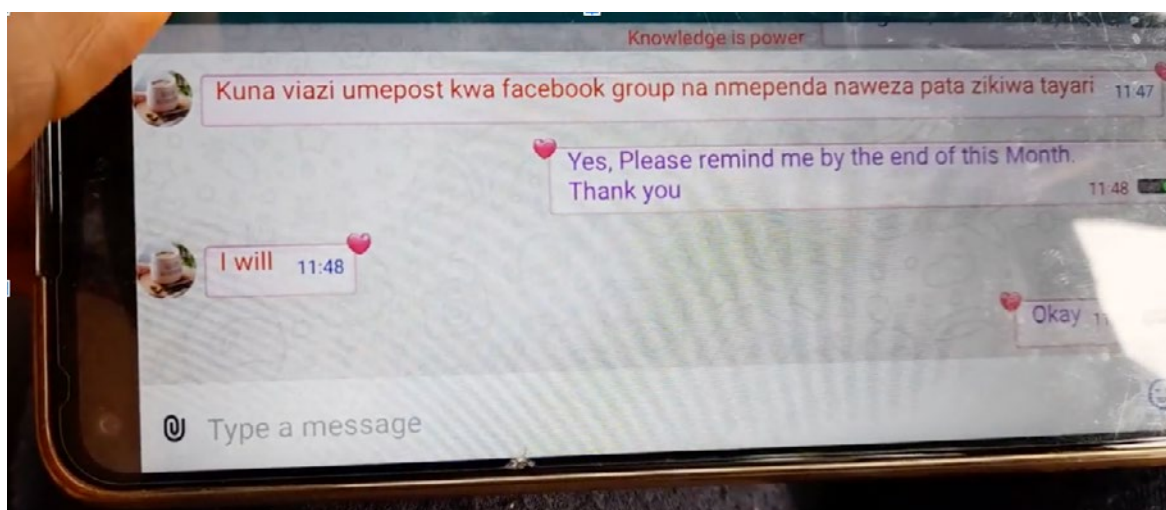 Knowledge is power
Kuna viazi umepost kwa facebook group na nmependa naweza pata zikiwa tayari 11:47
Yes, Please remind me by the end of this Month.
Thank you 11:48
I will 11:48
Okay
Type a message